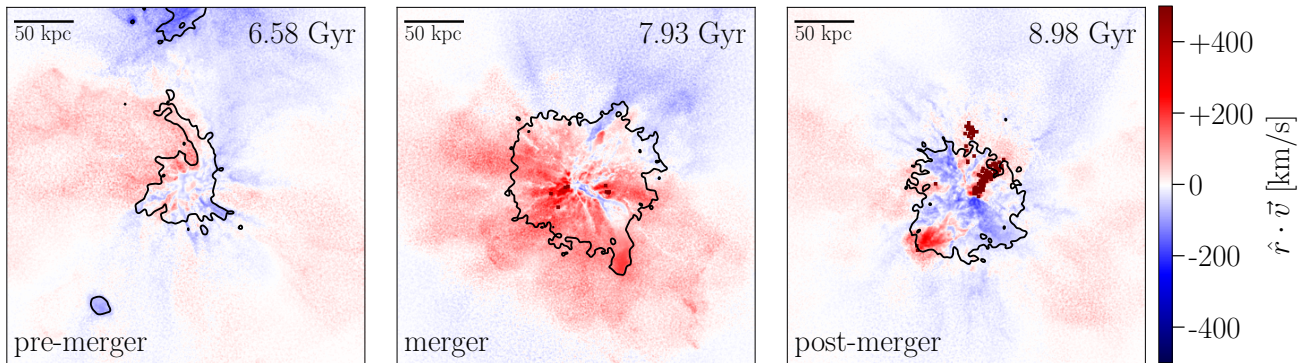 50 kpc
6.58 Gyr
pre-merger
50 kpc
7.93 Gyr
merger
50 kpc
8.98 Gyr
post-merger
+400
+200
0
-200
-400
r̂ · v⃗ [km/s]